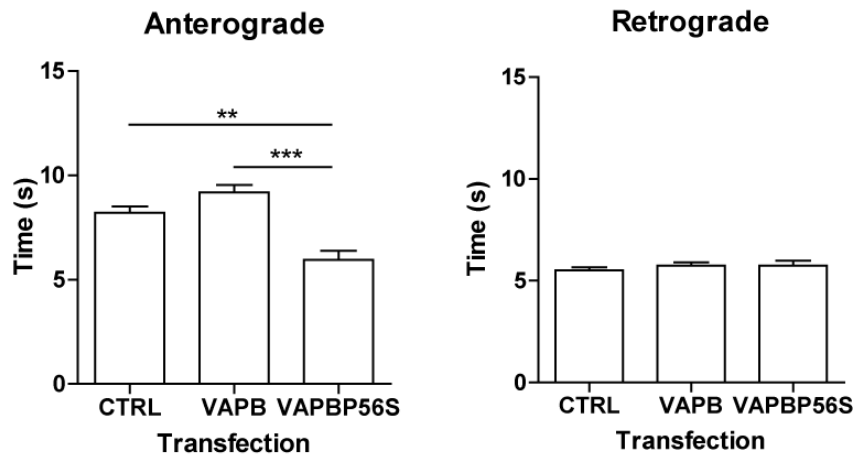 Anterograde
15
10
5
0
Time (s)
**
***
CTRL VAPB VAPBP56S
Transfection
Retrograde
15
10
5
0
Time (s)
CTRL VAPB VAPBP56S
Transfection